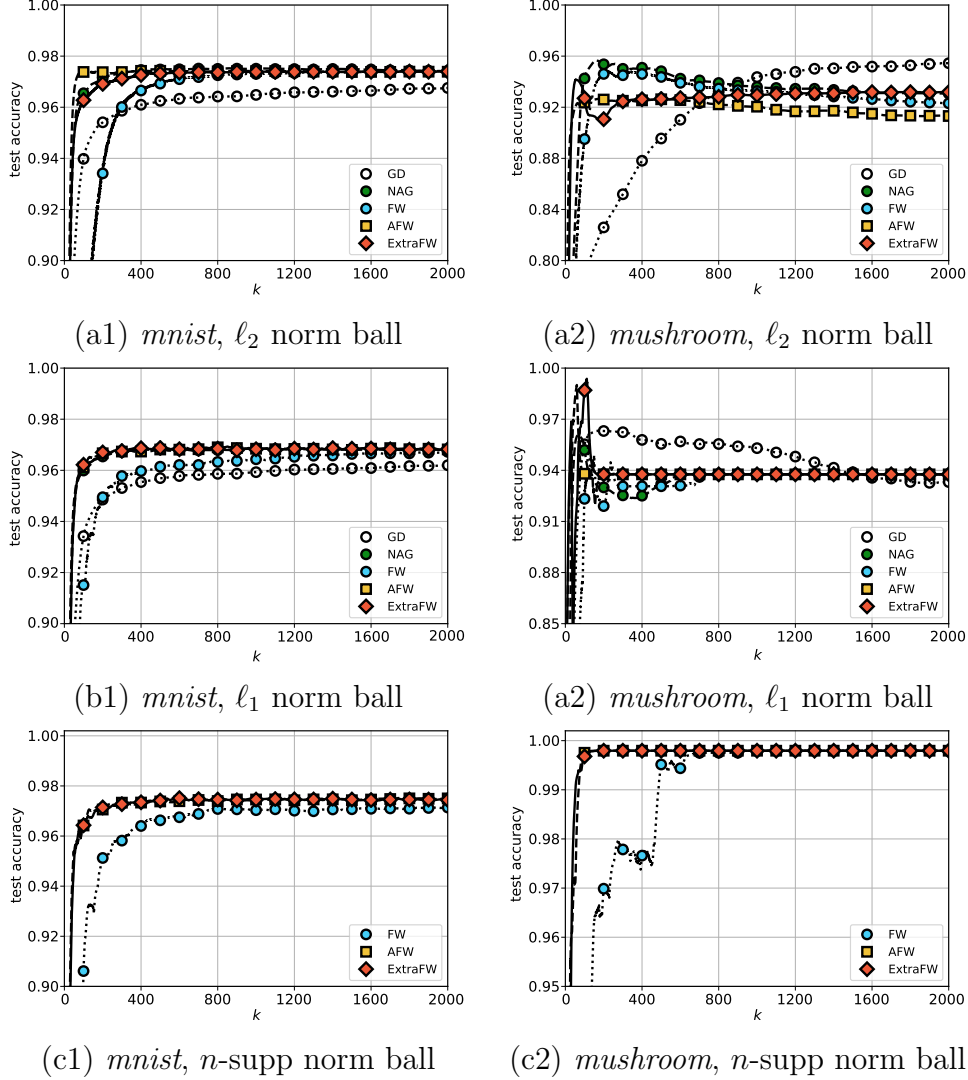 1.00
0.98
0.96
0.94
0.92
0.90
test accuracy
0 400 800 1200 1600 2000
k
GD
NAG
FW
AFW
ExtraFW
(a1) mnist, ℓ2 norm ball
1.00
0.96
0.92
0.88
0.84
0.80
test accuracy
0 400 800 1200 1600 2000
k
GD
NAG
FW
AFW
ExtraFW
(a2) mushroom, ℓ2 norm ball
1.00
0.98
0.96
0.94
0.92
0.90
test accuracy
0 400 800 1200 1600 2000
k
GD
NAG
FW
AFW
ExtraFW
(b1) mnist, ℓ1 norm ball
1.00
0.97
0.94
0.91
0.88
0.85
test accuracy
0 400 800 1200 1600 2000
k
GD
NAG
FW
AFW
ExtraFW
(a2) mushroom, ℓ1 norm ball
1.00
0.98
0.96
0.94
0.92
0.90
test accuracy
0 400 800 1200 1600 2000
k
FW
AFW
ExtraFW
(c1) mnist, n-supp norm ball
1.00
0.99
0.98
0.97
0.96
0.95
test accuracy
0 400 800 1200 1600 2000
k
FW
AFW
ExtraFW
(c2) mushroom, n-supp norm ball